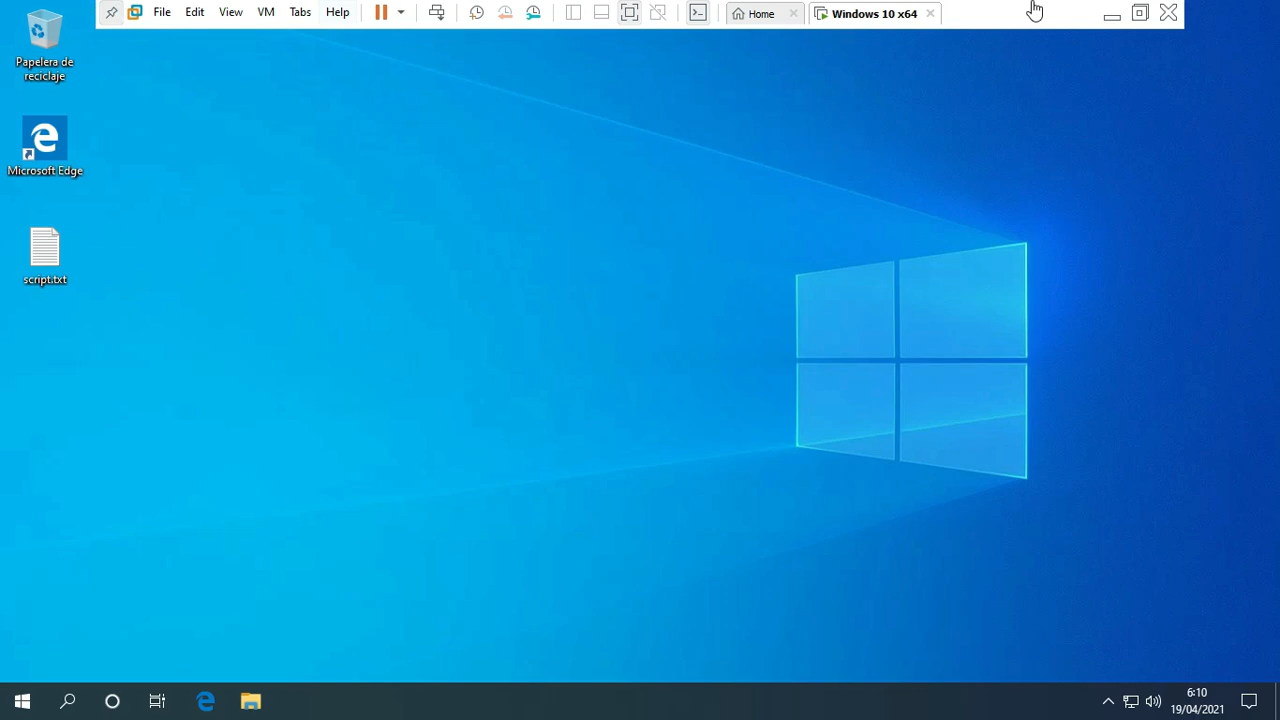 File Edit View VM Tabs Help
Home
Windows 10 x64
Papelera de
reciclaje
Microsoft Edge
script.txt
6:10
19/04/2021